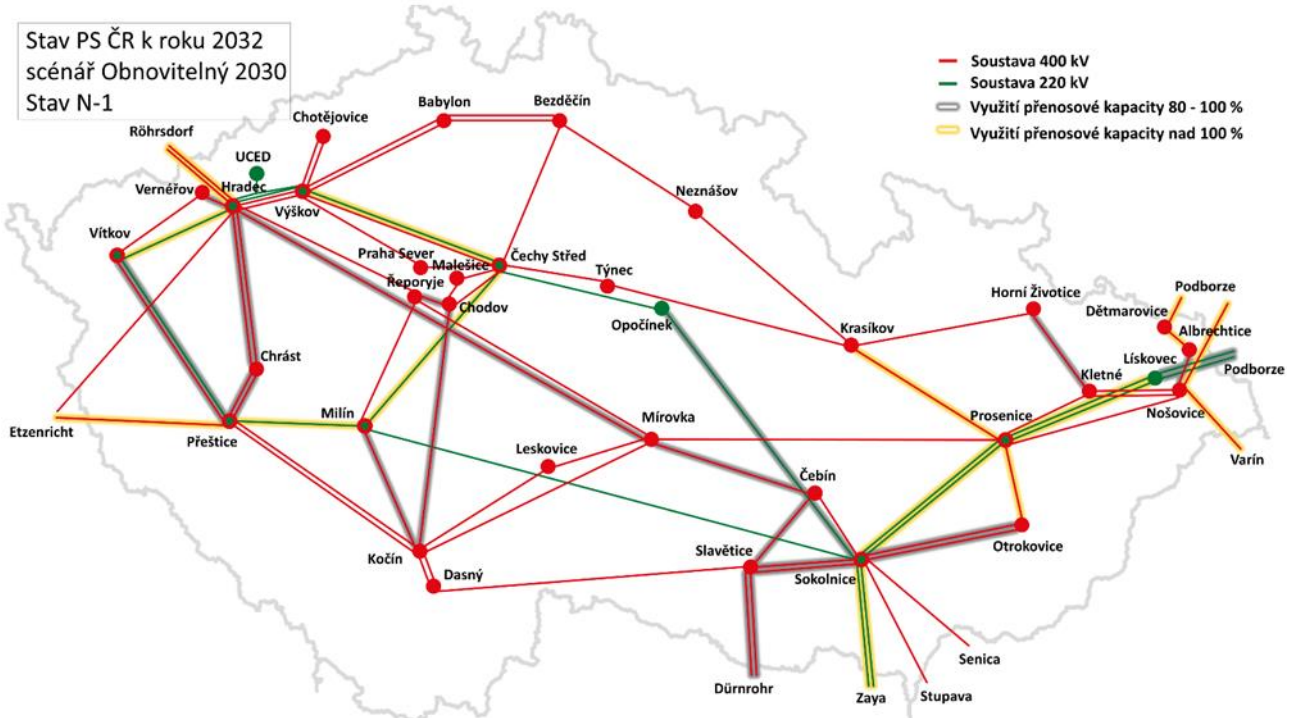 Stav PS ČR k roku 2032
scénář Obnovitelný 2030
Stav N-1
Soustava 400 kV
Soustava 220 kV
Využití přenosové kapacity 80 - 100 %
Využití přenosové kapacity nad 100 %
Babylon
Bezděčín
Chotějovice
Röhrsdorf
UCED
Vernéřov
Hradec
Výškov
Neznášov
Vítkov
Praha Sever
Malešice
Čechy Střed
Týnec
Řeporyje
Chodov
Opočínek
Horní Životice
Podborze
Dětmarovice
Albrechtice
Krasíkov
Lískovec
Podborze
Kletné
Nošovice
Chrást
Etzenricht
Přeštice
Milín
Mírovka
Prosenice
Leskovice
Varín
Čebín
Kočín
Dasný
Slavětice
Sokolnice
Otrokovice
Senica
Dürnrohr
Zaya
Stupava